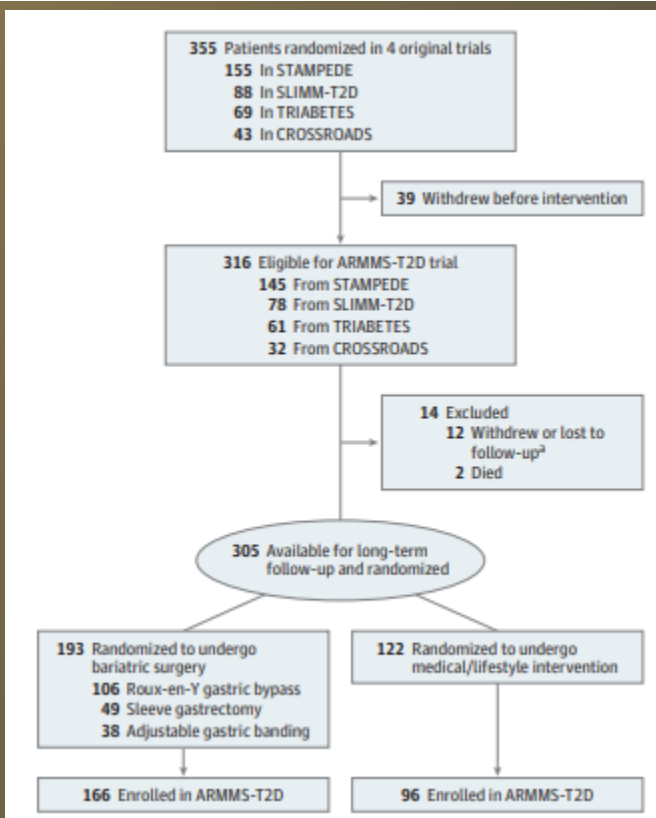 355 Patients randomized in 4 original trials
155 In STAMPEDE
88 In SLIMM-T2D
69 In TRIABETES
43 In CROSSROADS
39 Withdrew before intervention
316 Eligible for ARMMS-T2D trial
145 From STAMPEDE
78 From SLIMM-T2D
61 From TRIABETES
32 From CROSSROADS
14 Excluded
12 Withdrew or lost to
follow-upª
2 Died
305 Available for long-term
follow-up and randomized
193 Randomized to undergo
bariatric surgery
106 Roux-en-Y gastric bypass
49 Sleeve gastrectomy
38 Adjustable gastric banding
122 Randomized to undergo
medical/lifestyle intervention
166 Enrolled in ARMMS-T2D
96 Enrolled in ARMMS-T2D